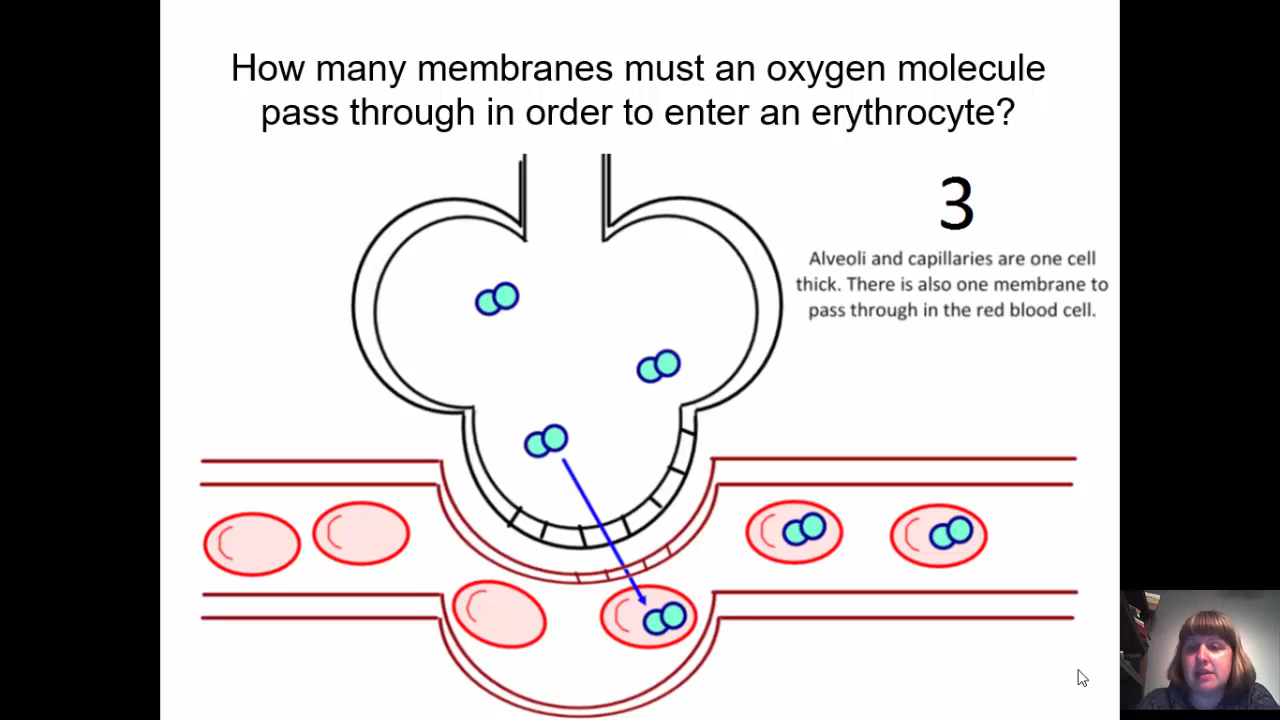 How many membranes must an oxygen molecule
pass through in order to enter an erythrocyte?
3
Alveoli and capillaries are one cell
thick. There is also one membrane to
pass through in the red blood cell.